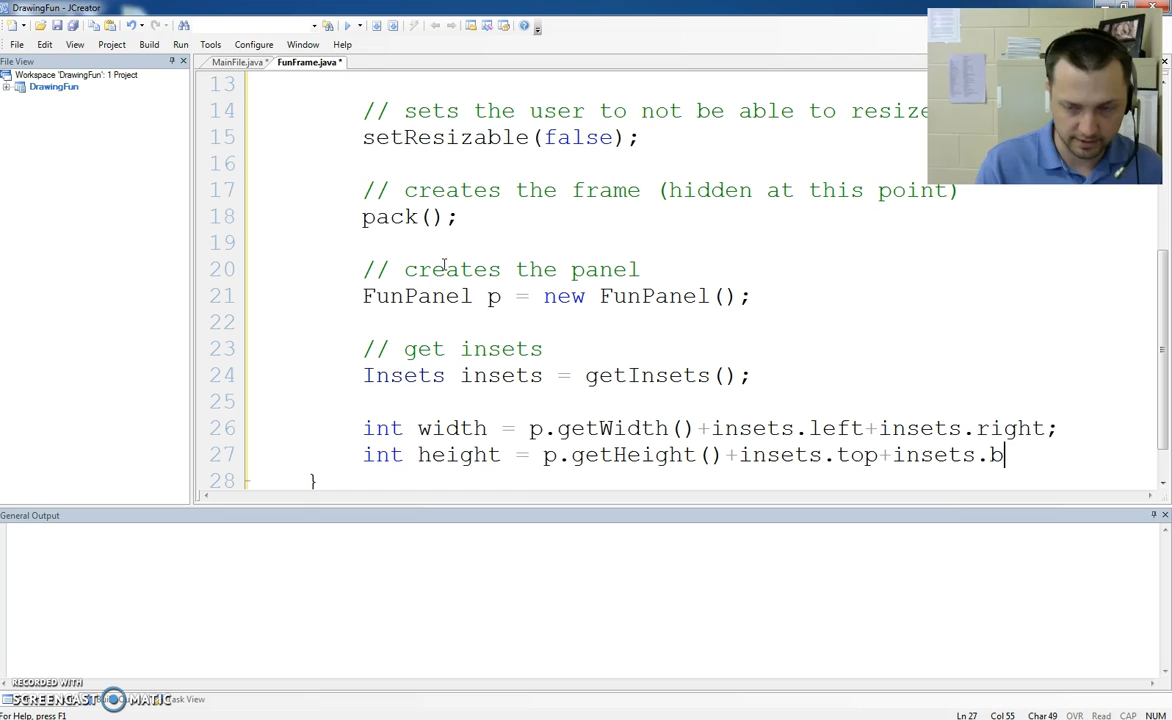 DrawingFun - JCreator
File Edit View Project Build Run Tools Configure Window Help
File View
MainFile.java * FunFrame.java *
Workspace 'DrawingFun': 1 Project
DrawingFun
13
14 // sets the user to not be able to resize
15 setResizable(false);
16
17 // creates the frame (hidden at this point)
18 pack();
19
20 // creates the panel
21 FunPanel p = new FunPanel();
22
23 // get insets
24 Insets insets = getInsets();
25
26 int width = p.getWidth()+insets.left+insets.right;
27 int height = p.getHeight()+insets.top+insets.b
28 }
General Output
RECORDED WITH
SCREENCAST MATIC
Task View
For Help, press F1
Ln 27 Col 55 Char 49 OVR Read CAP NUM